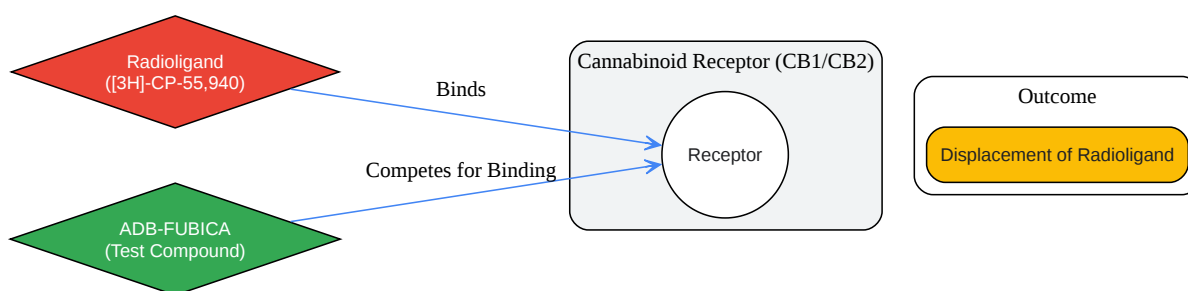 Radioligand
([3H]-CP-55,940)
Binds
Cannabinoid Receptor (CB1/CB2)
Receptor
Outcome
Displacement of Radioligand
Competes for Binding
ADB-FUBICA
(Test Compound)